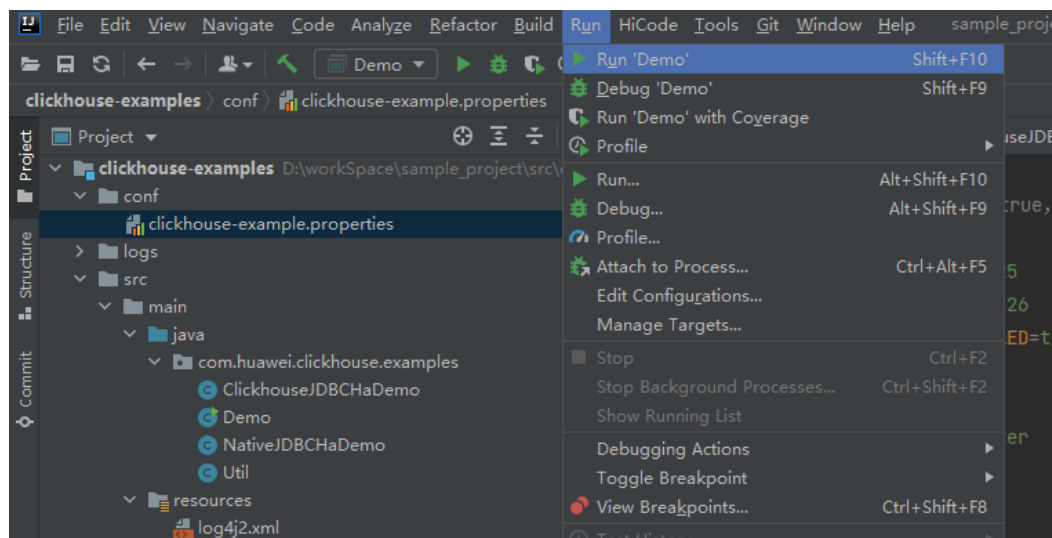 File Edit View Navigate Code Analyze Refactor Build Run HiCode Tools Git Window Help
Demo
clickhouse-examples conf clickhouse-example.properties
Project
Project
Structure
Commit
clickhouse-examples D:\workSpace\sample_project\src\
conf
clickhouse-example.properties
logs
src
main
java
com.huawei.clickhouse.examples
ClickhouseJDBCHaDemo
Demo
NativeJDBCHaDemo
Util
resources
log4j2.xml
Run 'Demo' Shift+F10
Debug 'Demo' Shift+F9
Run 'Demo' with Coverage
Profile
Run... Alt+Shift+F10
Debug... Alt+Shift+F9
Profile...
Attach to Process... Ctrl+Alt+F5
Edit Configurations...
Manage Targets...
Stop Ctrl+F2
Stop Background Processes... Ctrl+Shift+F2
Show Running List
Debugging Actions
Toggle Breakpoint
View Breakpoints... Ctrl+Shift+F8
rue,
5
26
ED=t
er